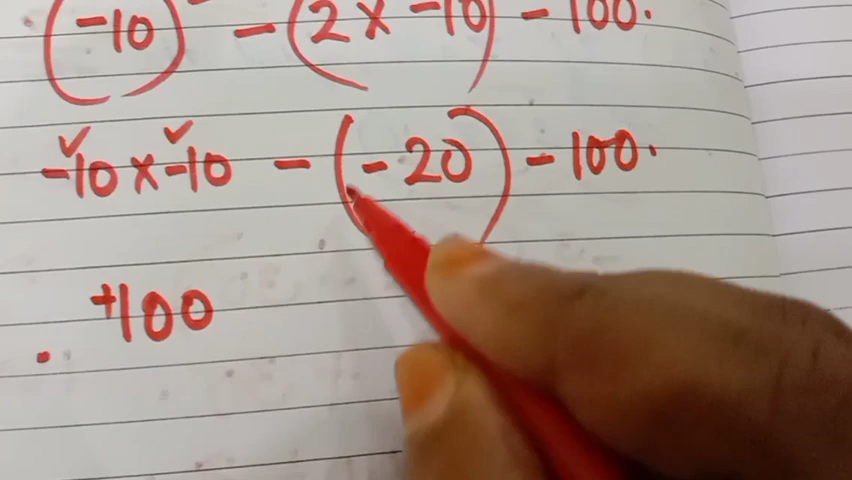 (-10) - (2 x -10) - 100.
-10 x -10 - (-20) - 100.
+100